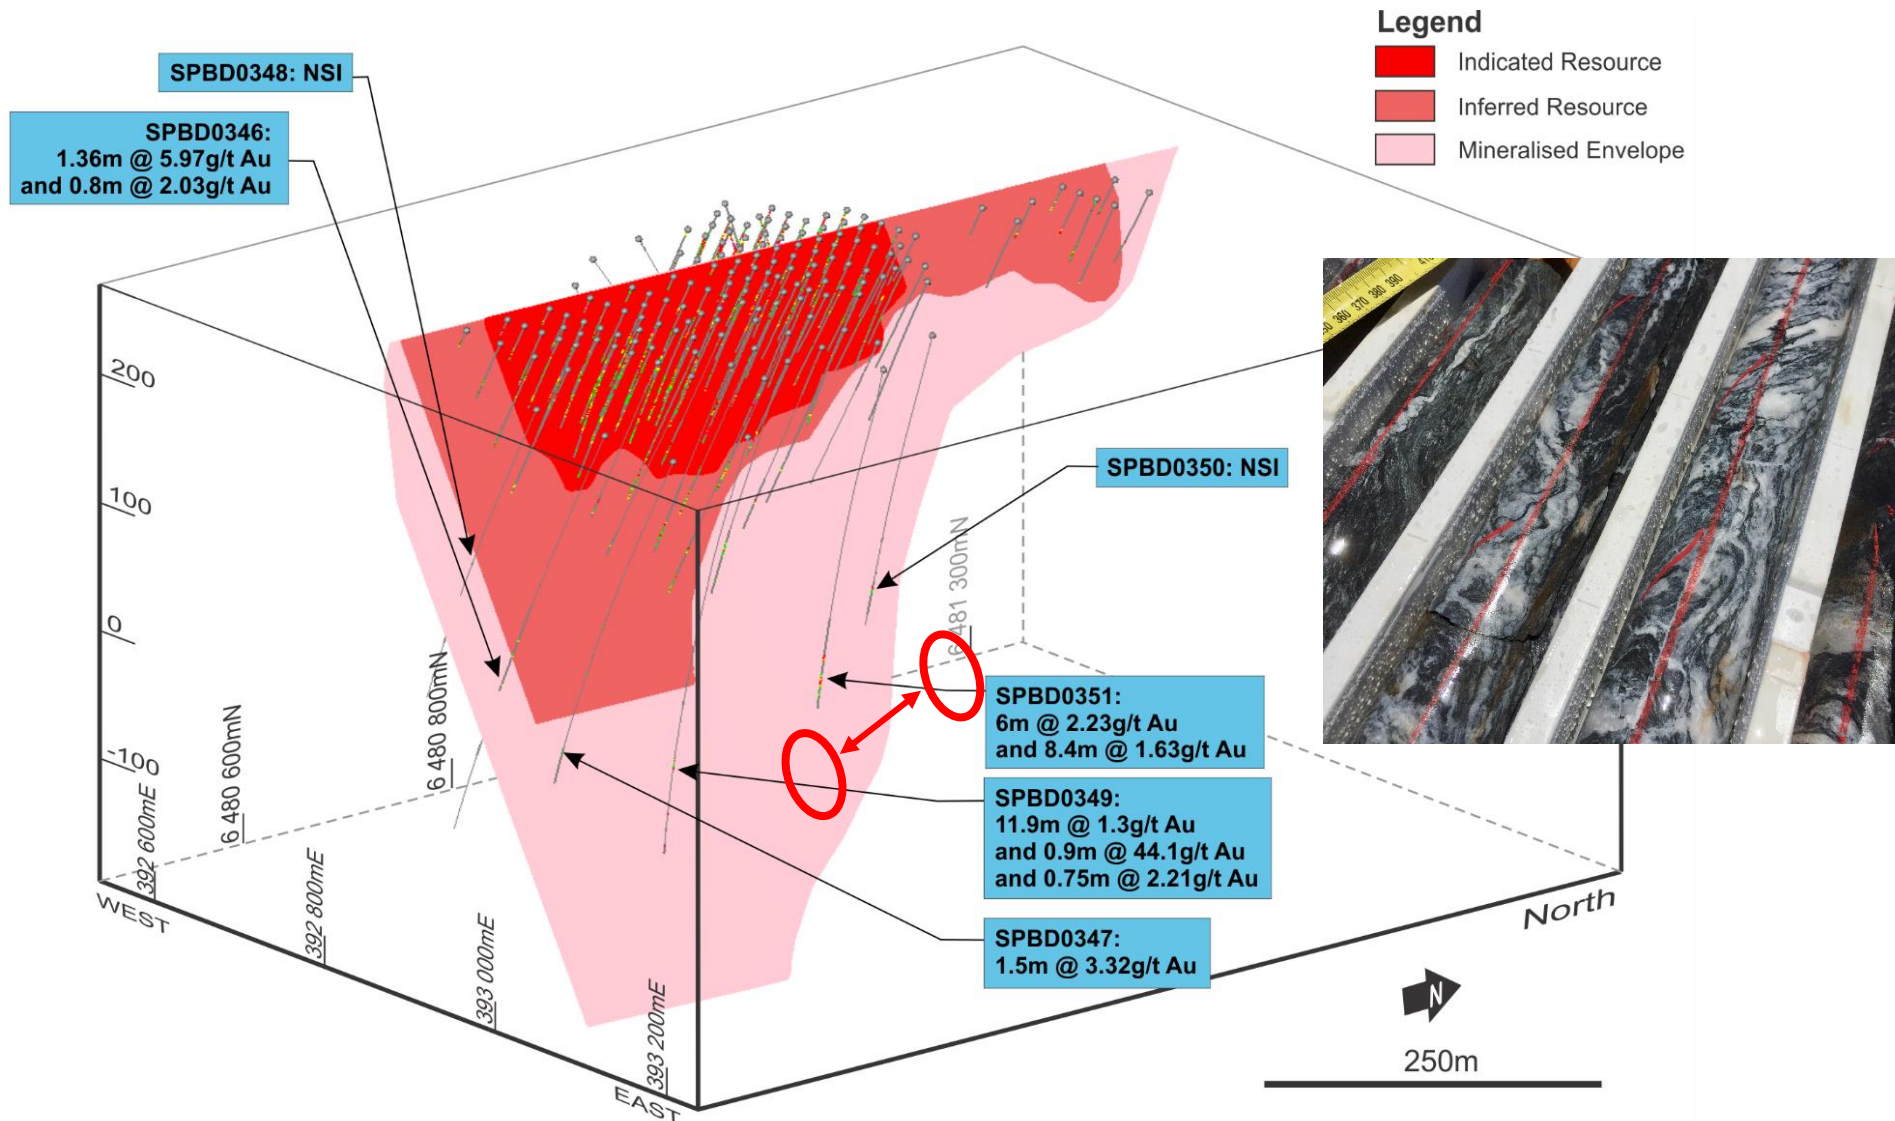 Legend
Indicated Resource
Inferred Resource
Mineralised Envelope
SPBD0348: NSI
SPBD0346:
1.36m @ 5.97g/t Au
and 0.8m @ 2.03g/t Au
SPBD0350: NSI
SPBD0351:
6m @ 2.23g/t Au
and 8.4m @ 1.63g/t Au
SPBD0349:
11.9m @ 1.3g/t Au
and 0.9m @ 44.1g/t Au
and 0.75m @ 2.21g/t Au
SPBD0347:
1.5m @ 3.32g/t Au
200
100
0
-100
6 480 600mN
6 480 800mN
6 481 300mN
392 600mE
392 800mE
393 000mE
393 200mE
WEST
EAST
North
N
250m
360 370 380 390